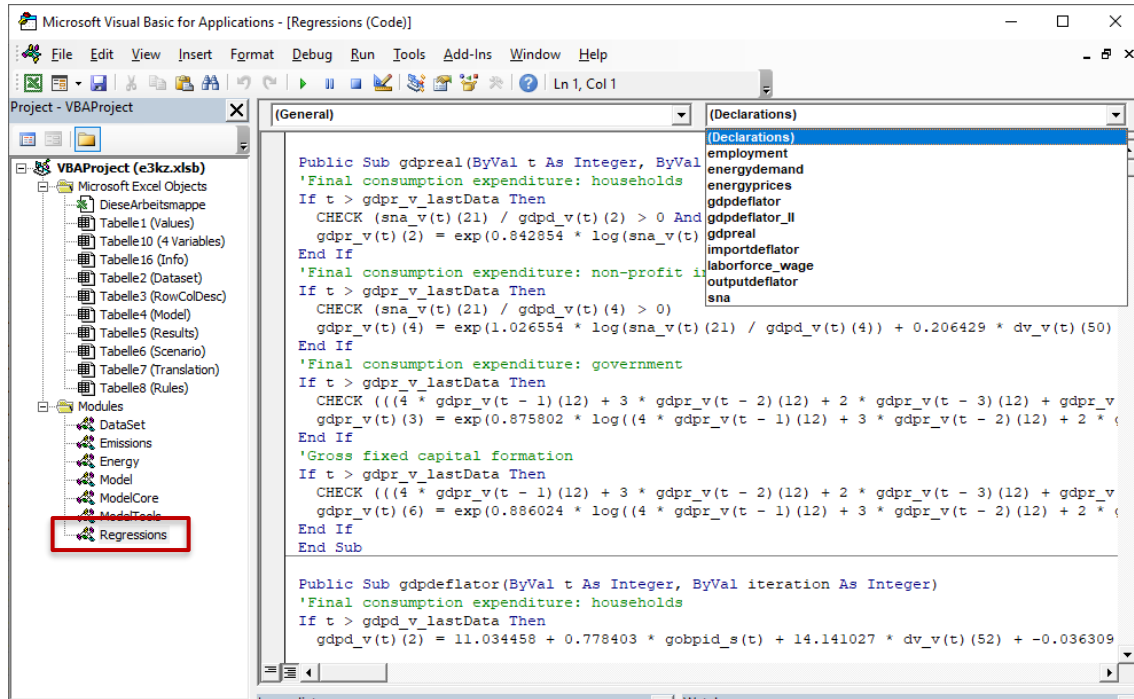 Microsoft Visual Basic for Applications - [Regressions (Code)]
File Edit View Insert Format Debug Run Tools Add-Ins Window Help
Ln 1, Col 1
Project - VBAProject
VBAProject (e3kz.xlsb)
Microsoft Excel Objects
DieseArbeitsmappe
Tabelle1 (Values)
Tabelle10 (4 Variables)
Tabelle16 (Info)
Tabelle2 (Dataset)
Tabelle3 (RowColDesc)
Tabelle4 (Model)
Tabelle5 (Results)
Tabelle6 (Scenario)
Tabelle7 (Translation)
Tabelle8 (Rules)
Modules
DataSet
Emissions
Energy
Model
ModelCore
ModelTools
Regressions
(General)
(Declarations)
(Declarations)
employment
energydemand
energyprices
gdpdeflator
gdpdeflator_II
gdpreal
importdeflator
laborforce_wage
outputdeflator
sna
Public Sub gdpreal(ByVal t As Integer, ByVal
'Final consumption expenditure: households
If t > gdpr_v_lastData Then
CHECK (sna_v(t)(21) / gdpd_v(t)(2) > 0 And
gdpr_v(t)(2) = exp(0.842854 * log(sna_v(t)
End If
'Final consumption expenditure: non-profit
If t > gdpr_v_lastData Then
CHECK (sna_v(t)(21) / gdpd_v(t)(4) > 0)
gdpr_v(t)(4) = exp(1.026554 * log(sna_v(t)(21) / gdpd_v(t)(4)) + 0.206429 * dv_v(t)(50)
End If
'Final consumption expenditure: government
If t > gdpr_v_lastData Then
CHECK (((4 * gdpr_v(t - 1)(12) + 3 * gdpr_v(t - 2)(12) + 2 * gdpr_v(t - 3)(12) + gdpr_v
gdpr_v(t)(3) = exp(0.875802 * log((4 * gdpr_v(t - 1)(12) + 3 * gdpr_v(t - 2)(12) + 2 *
End If
'Gross fixed capital formation
If t > gdpr_v_lastData Then
CHECK (((4 * gdpr_v(t - 1)(12) + 3 * gdpr_v(t - 2)(12) + 2 * gdpr_v(t - 3)(12) + gdpr_v
gdpr_v(t)(6) = exp(0.886024 * log((4 * gdpr_v(t - 1)(12) + 3 * gdpr_v(t - 2)(12) + 2 *
End If
End Sub
Public Sub gdpdeflator(ByVal t As Integer, ByVal iteration As Integer)
'Final consumption expenditure: households
If t > gdpd_v_lastData Then
gdpd_v(t)(2) = 11.034458 + 0.778403 * gobpid_s(t) + 14.141027 * dv_v(t)(52) + -0.036309